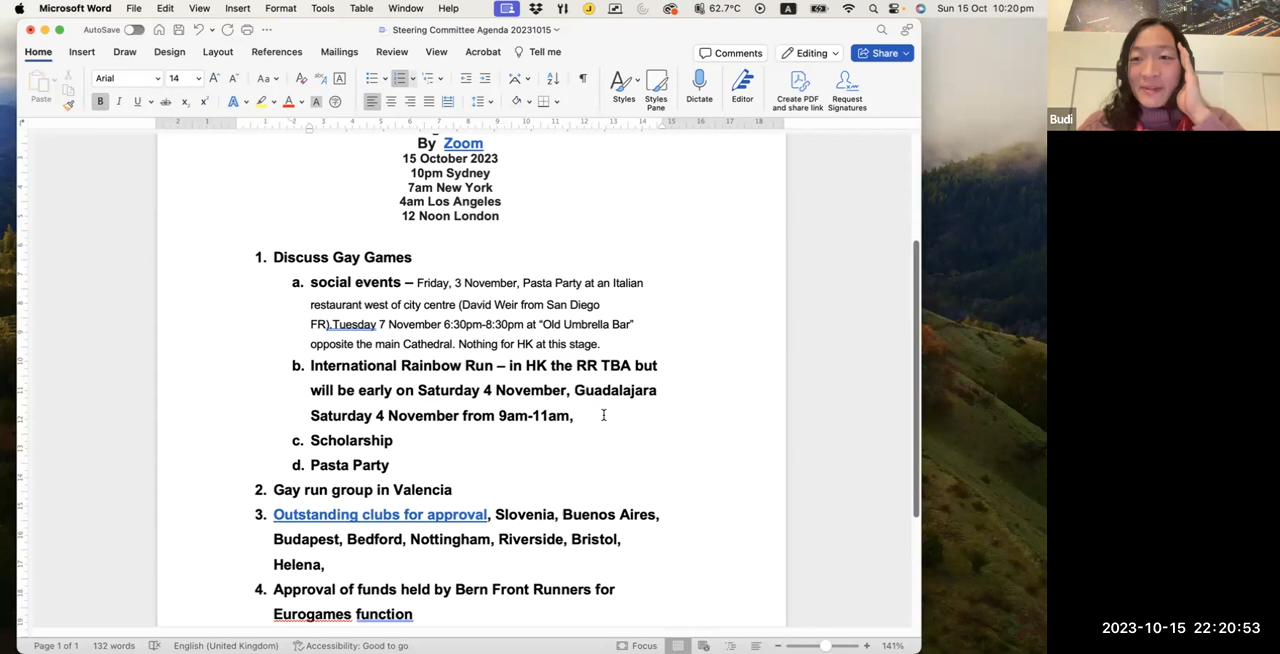 Microsoft Word File Edit View Insert Format Tools Table Window Help 62.7°C A Sun 15 Oct 10:20pm
AutoSave Steering Committee Agenda 20231015
Home Insert Draw Design Layout References Mailings Review View Acrobat Tell me Comments Editing Share
Paste Arial 14 Styles Styles Pane Dictate Editor Create PDF and share link Request Signatures
By Zoom
15 October 2023
10pm Sydney
7am New York
4am Los Angeles
12 Noon London
1. Discuss Gay Games
a. social events – Friday, 3 November, Pasta Party at an Italian
restaurant west of city centre (David Weir from San Diego
FR).Tuesday 7 November 6:30pm-8:30pm at “Old Umbrella Bar”
opposite the main Cathedral. Nothing for HK at this stage.
b. International Rainbow Run – in HK the RR TBA but
will be early on Saturday 4 November, Guadalajara
Saturday 4 November from 9am-11am,
c. Scholarship
d. Pasta Party
2. Gay run group in Valencia
3. Outstanding clubs for approval, Slovenia, Buenos Aires,
Budapest, Bedford, Nottingham, Riverside, Bristol,
Helena,
4. Approval of funds held by Bern Front Runners for
Eurogames function
Page 1 of 1 132 words English (United Kingdom) Accessibility: Good to go Focus 141%
Budi
2023-10-15 22:20:53